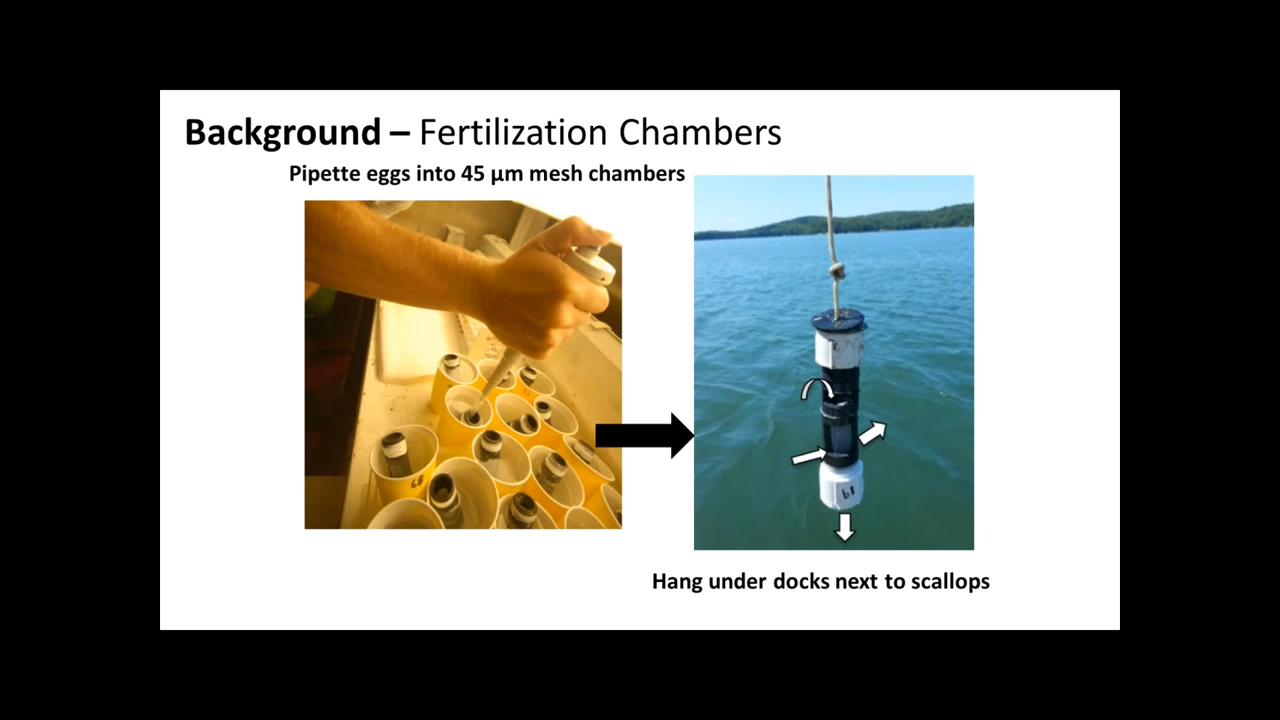 Background – Fertilization Chambers
Pipette eggs into 45 µm mesh chambers
Hang under docks next to scallops